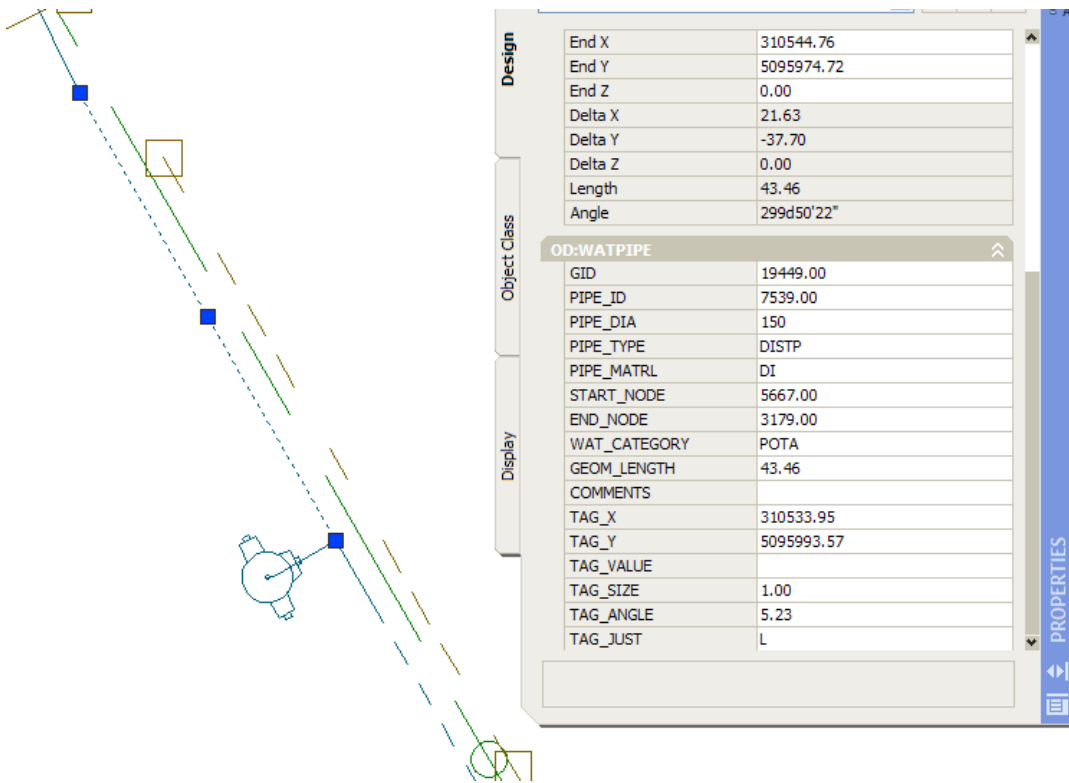 Design
Object Class
Display
End X 310544.76
End Y 5095974.72
End Z 0.00
Delta X 21.63
Delta Y -37.70
Delta Z 0.00
Length 43.46
Angle 299d50'22"
OD:WATPIPE
GID 19449.00
PIPE_ID 7539.00
PIPE_DIA 150
PIPE_TYPE DISTP
PIPE_MATRL DI
START_NODE 5667.00
END_NODE 3179.00
WAT_CATEGORY POTA
GEOM_LENGTH 43.46
COMMENTS
TAG_X 310533.95
TAG_Y 5095993.57
TAG_VALUE
TAG_SIZE 1.00
TAG_ANGLE 5.23
TAG_JUST L
PROPERTIES